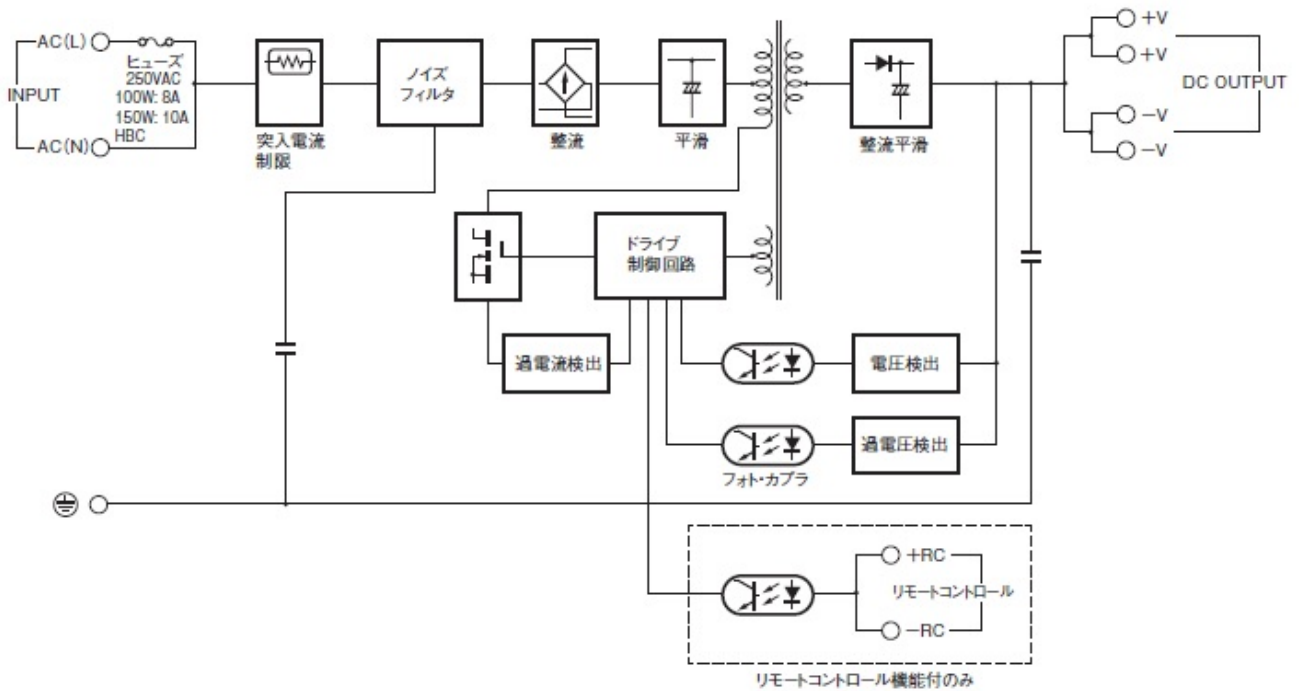 AC(L)
ヒューズ
250VAC
100W: 8A
150W: 10A
HBC
INPUT
AC(N)
突入電流
制限
ノイズ
フィルタ
整流
平滑
整流平滑
+V
+V
DC OUTPUT
−V
−V
ドライブ
制御回路
過電流検出
電圧検出
過電圧検出
フォト・カプラ
+RC
リモートコントロール
−RC
リモートコントロール機能付のみ